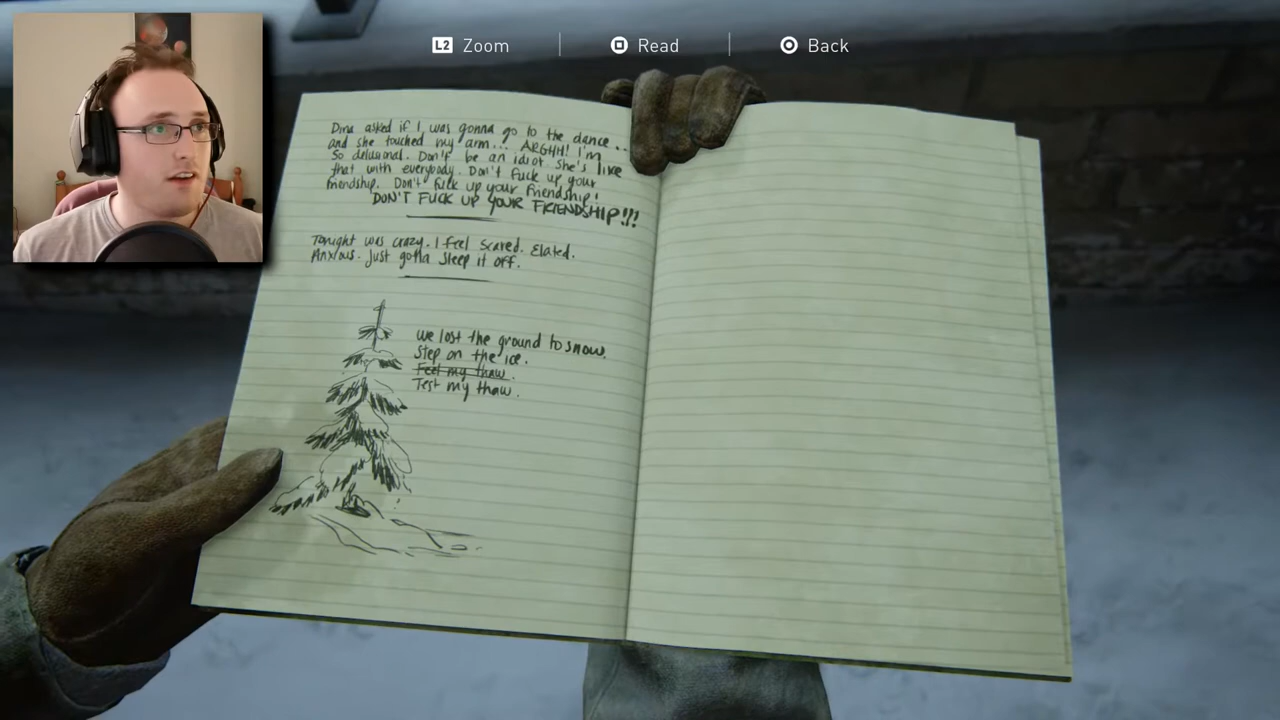 L2 Zoom Read Back
Dina asked if I was gonna go to the dance...
and she touched my arm... ARGHH! I'm
so delusional. Don't be an idiot. She's like
that with everybody. Don't fuck up your
friendship. Don't fuck up your friendship!
DON'T FUCK UP YOUR FRIENDSHIP!!!
Tonight was crazy. I feel scared. Elated.
Anxious. Just gotta sleep it off.
We lost the ground to snow.
Step on the ice.
Feel my thaw.
Test my thaw.